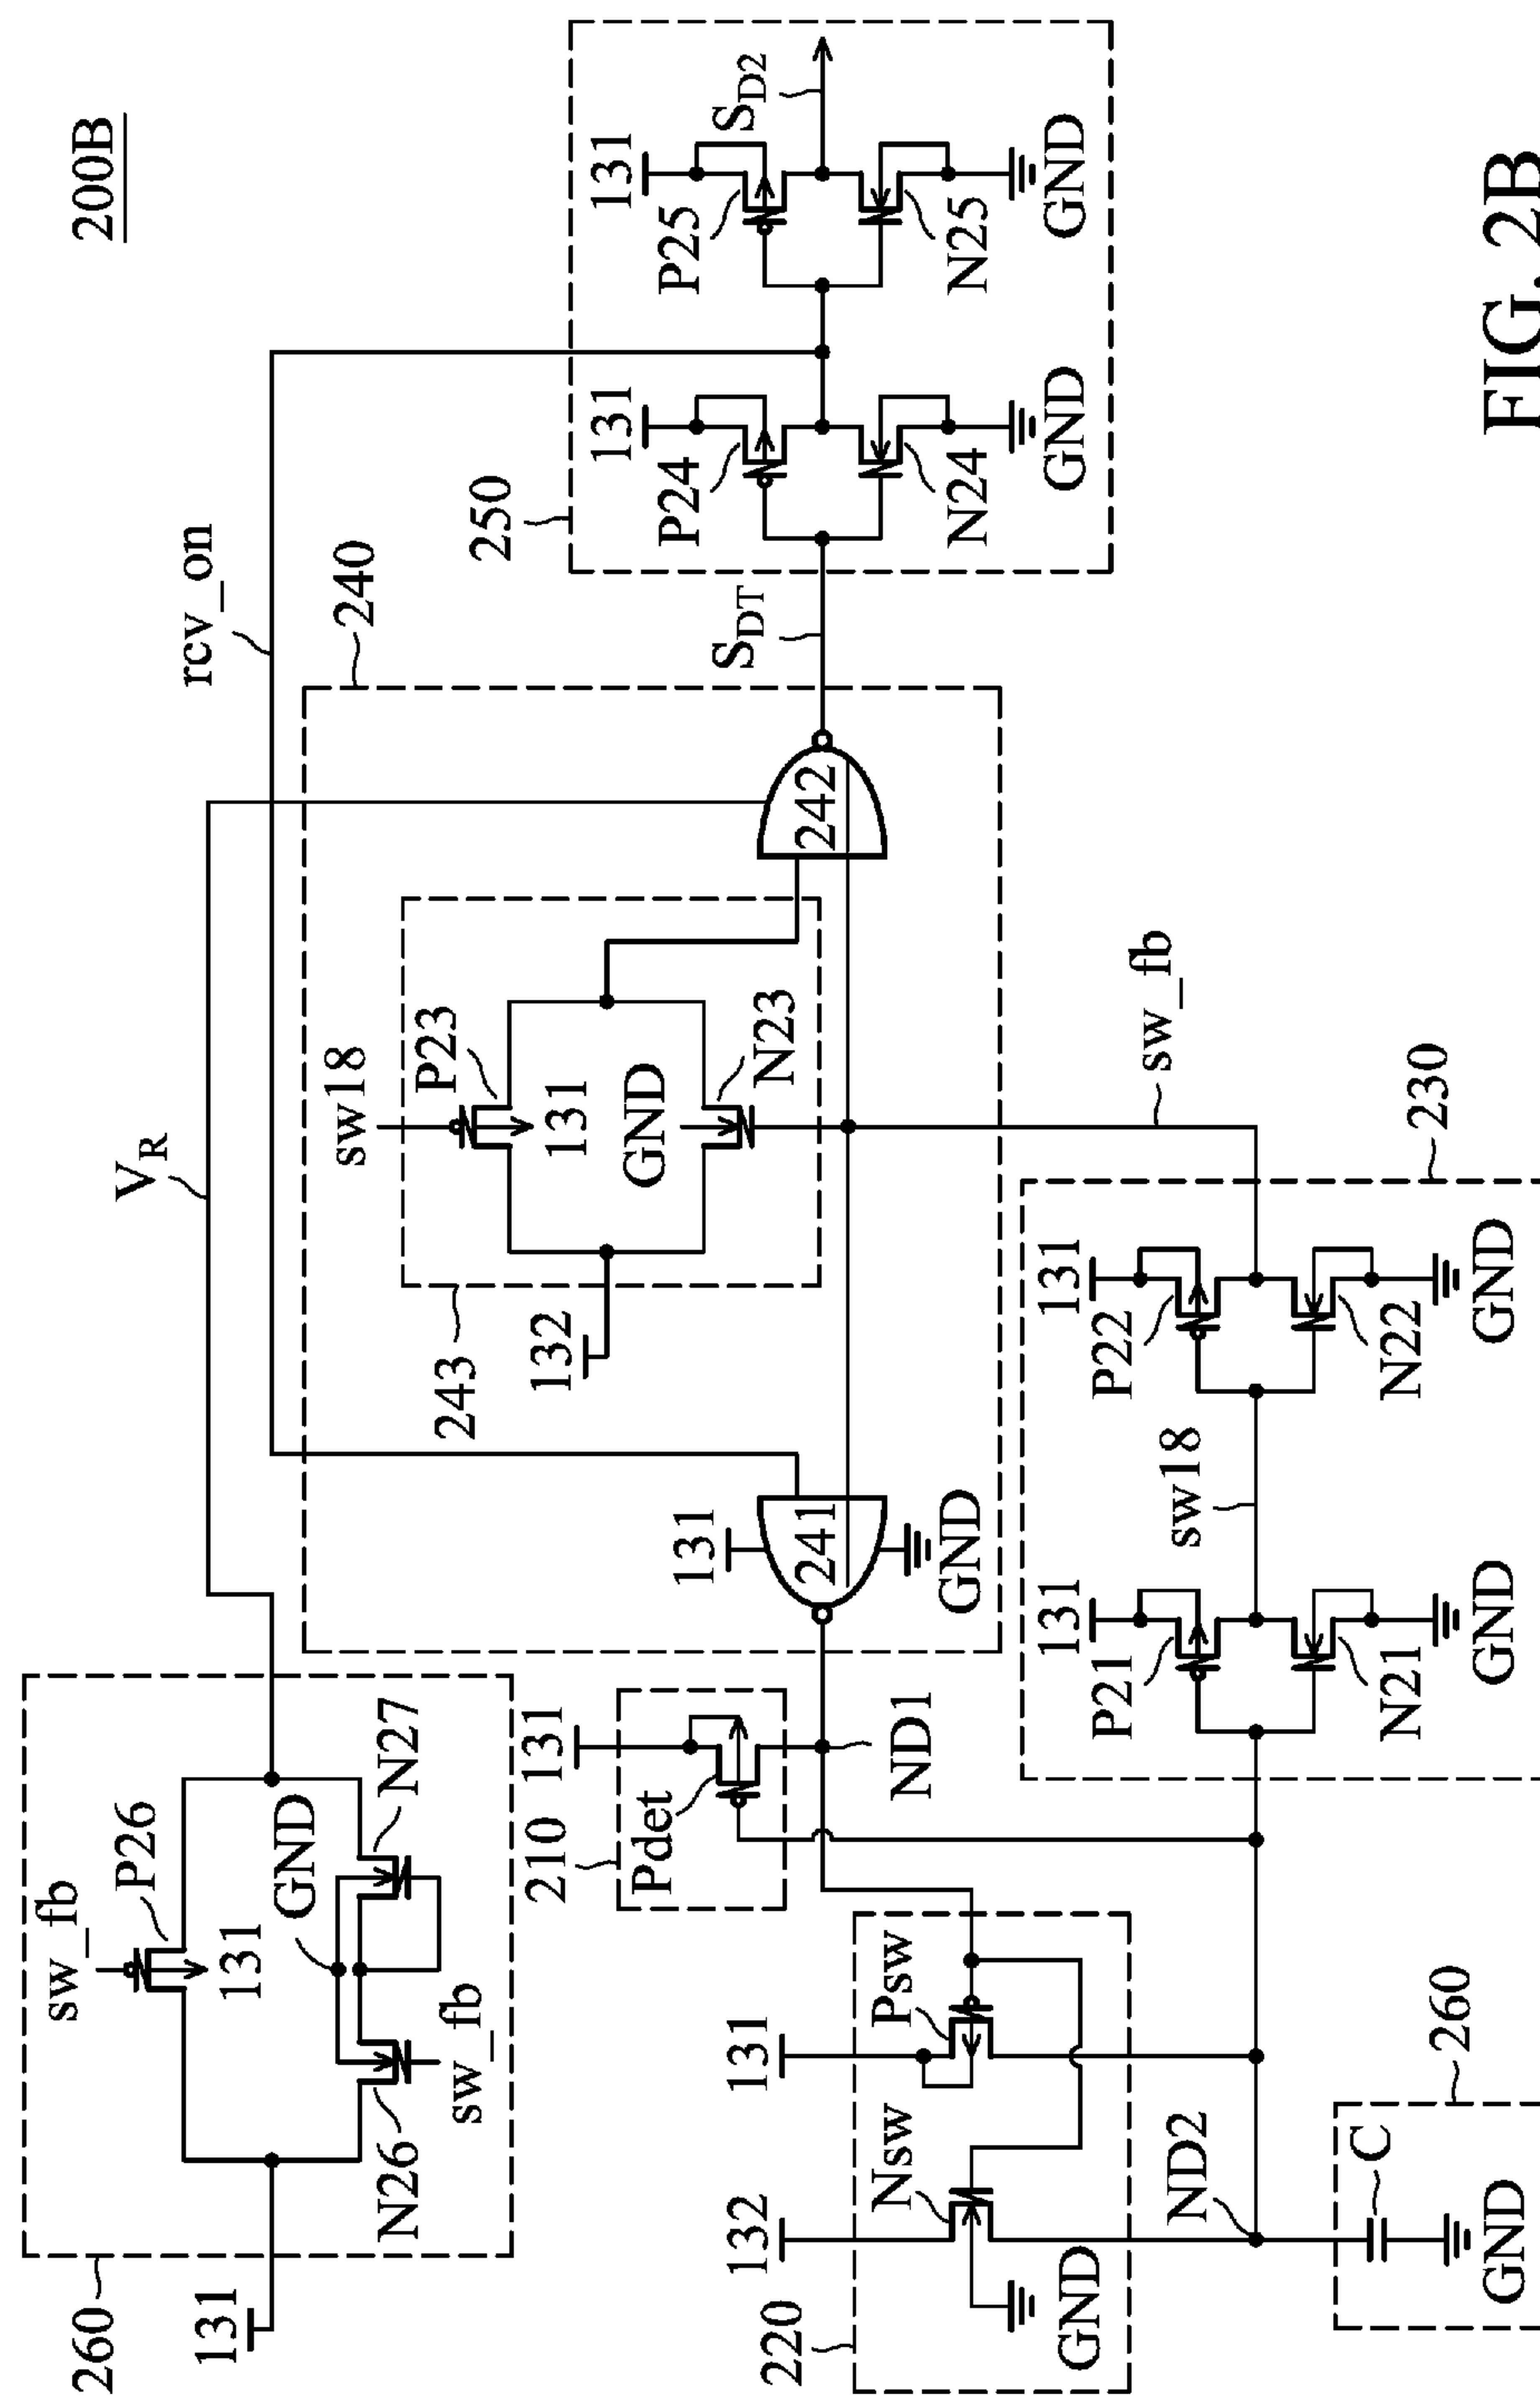 200B
V_R
rcv_on
260
131
sw_fb
P26
131
GND
N26
sw_fb
N27
240
243
sw18
P23
131
GND
N23
132
131
241
GND
242
S_DT
250
131
P24
N24
GND
131
P25
N25
GND
S_D2
210
131
Pdet
ND1
220
132
Nsw
GND
131
Psw
ND2
260
C
GND
230
131
P21
N21
GND
sw18
131
P22
N22
GND
sw_fb
FIG. 2B